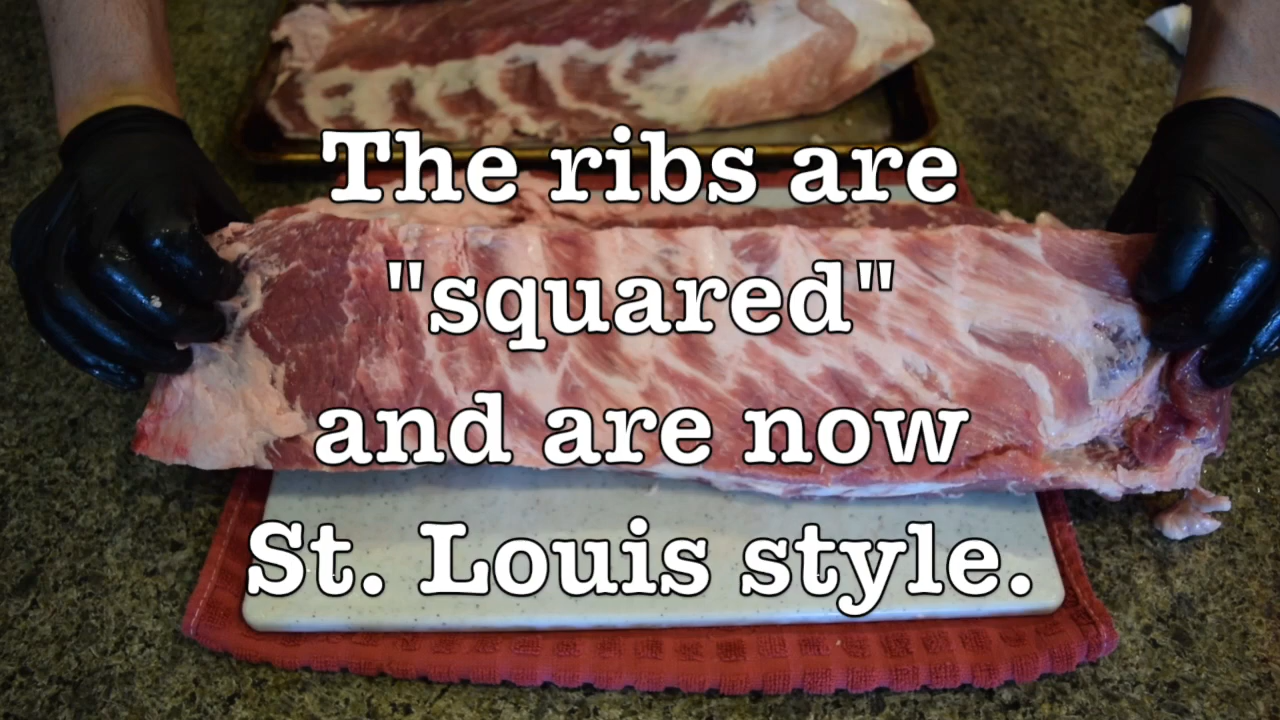 The ribs are
"squared"
and are now
St. Louis style.